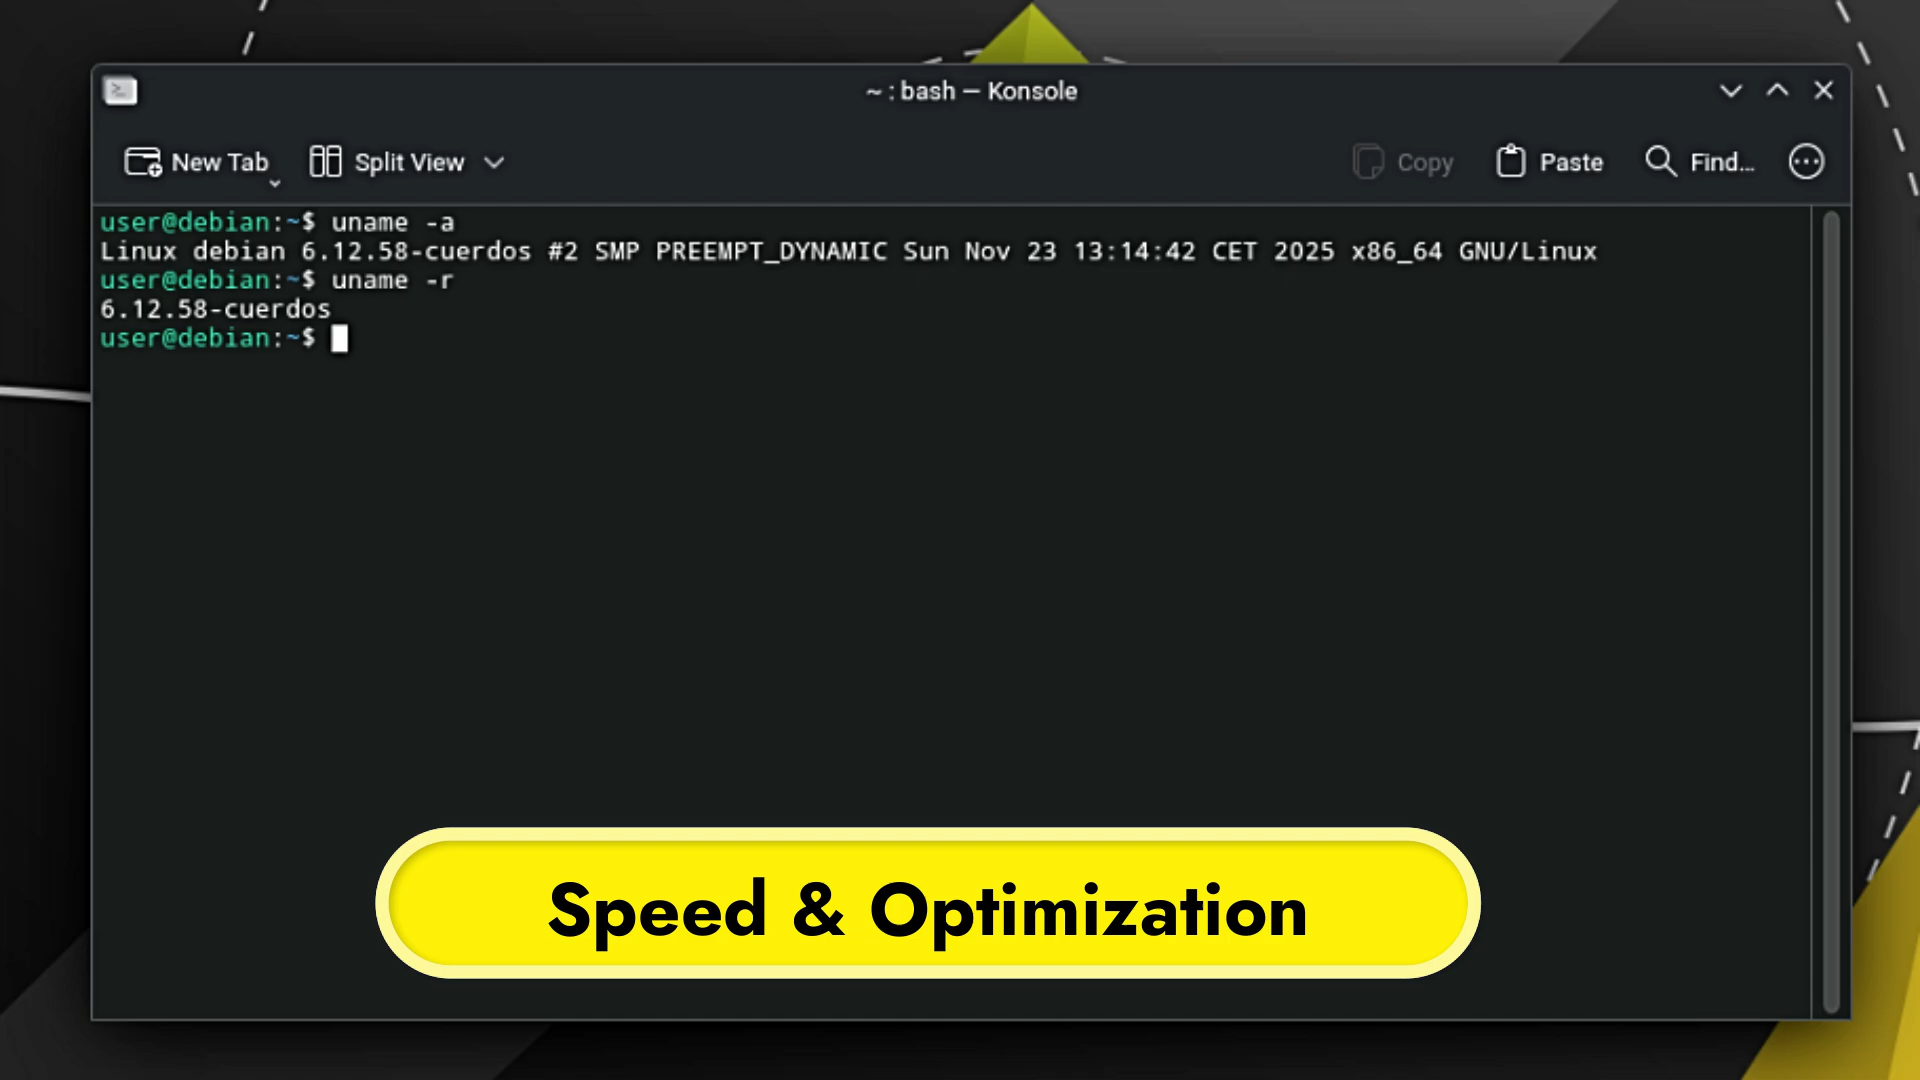 ~ : bash — Konsole
New Tab Split View Copy Paste Find...
user@debian:~$ uname -a
Linux debian 6.12.58-cuerdos #2 SMP PREEMPT_DYNAMIC Sun Nov 23 13:14:42 CET 2025 x86_64 GNU/Linux
user@debian:~$ uname -r
6.12.58-cuerdos
user@debian:~$
Speed & Optimization